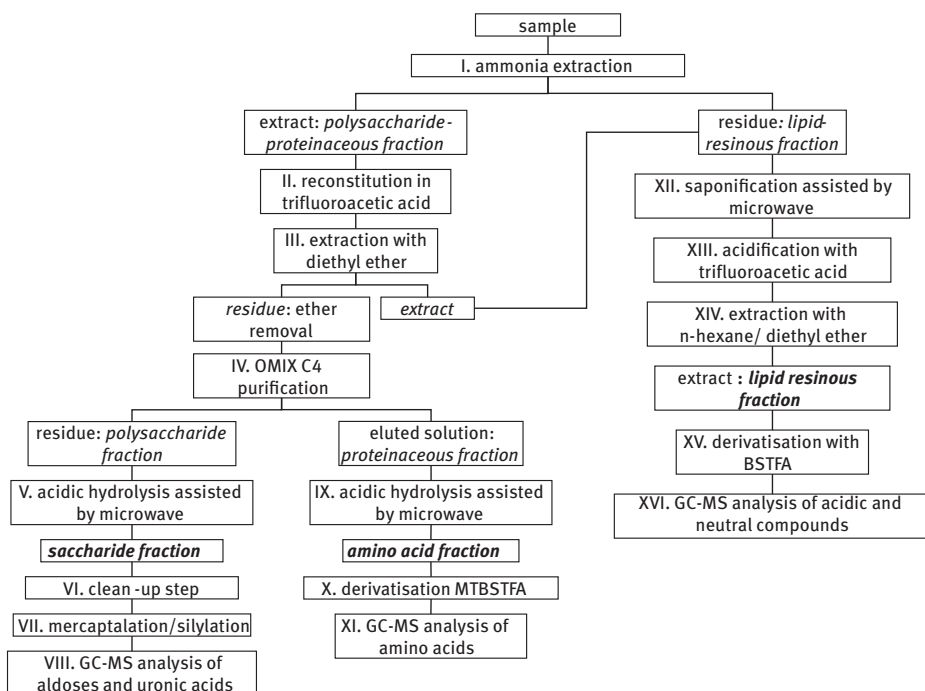 sample
I. ammonia extraction
extract: polysaccharide-
proteinaceous fraction
residue: lipid-
resinous fraction
II. reconstitution in
trifluoroacetic acid
III. extraction with
diethyl ether
residue: ether
removal
extract
IV. OMIX C4
purification
residue: polysaccharide
fraction
V. acidic hydrolysis assisted
by microwave
saccharide fraction
VI. clean -up step
VII. mercaptalation/silylation
VIII. GC-MS analysis of
aldoses and uronic acids
eluted solution:
proteinaceous fraction
IX. acidic hydrolysis assisted
by microwave
amino acid fraction
X. derivatisation MTBSTFA
XI. GC-MS analysis of
amino acids
XII. saponification assisted by
microwave
XIII. acidification with
trifluoroacetic acid
XIV. extraction with
n-hexane/ diethyl ether
extract : lipid resinous
fraction
XV. derivatisation with
BSTFA
XVI. GC-MS analysis of acidic and
neutral compounds